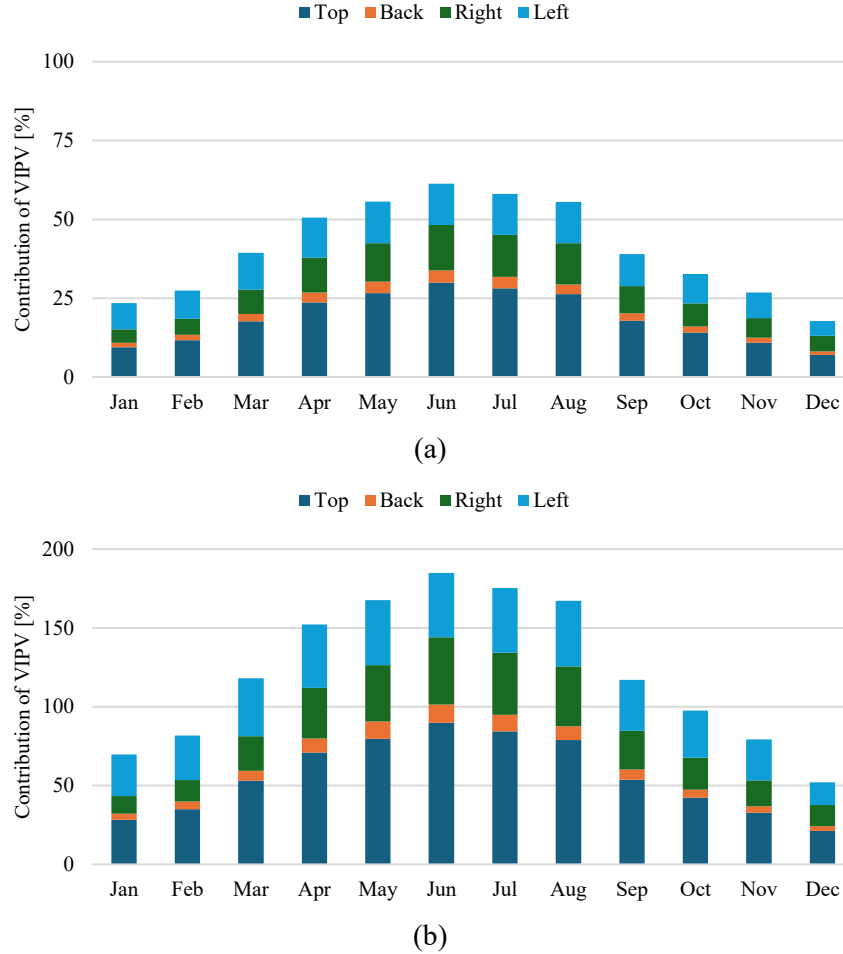 Top Back Right Left
Contribution of VIPV [%]
100
75
50
25
0
Jan Feb Mar Apr May Jun Jul Aug Sep Oct Nov Dec
(a)
Top Back Right Left
Contribution of VIPV [%]
200
150
100
50
0
Jan Feb Mar Apr May Jun Jul Aug Sep Oct Nov Dec
(b)